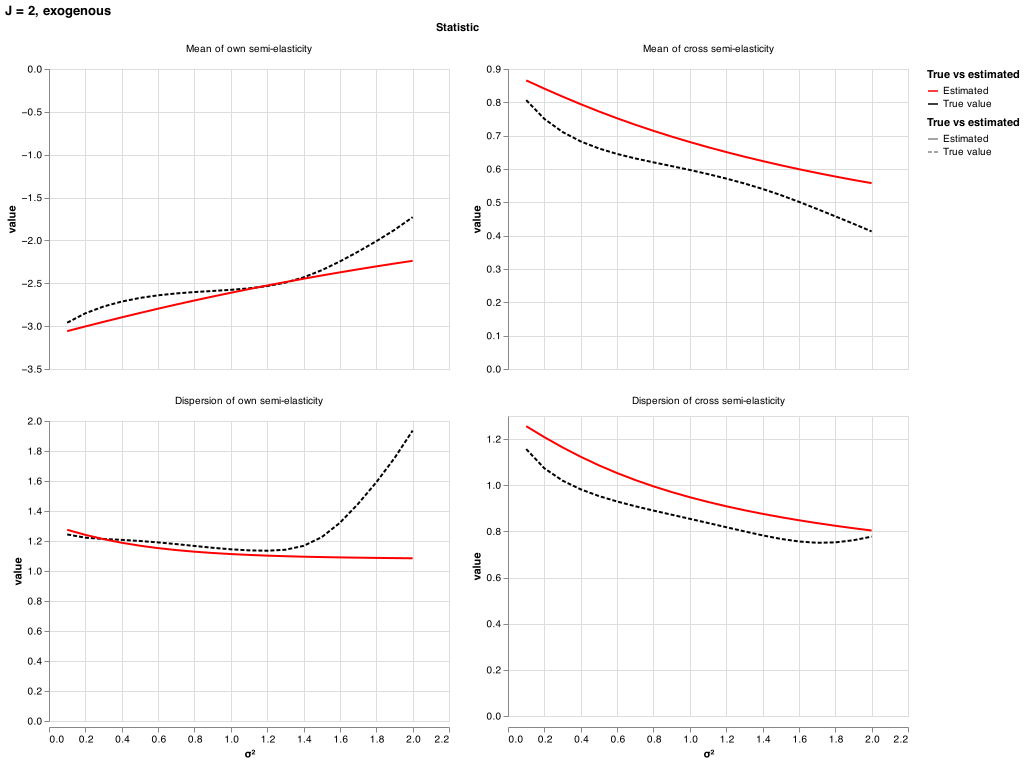 J = 2, exogenous
Statistic
Mean of own semi-elasticity
Mean of cross semi-elasticity
0.0
−0.5
−1.0
−1.5
−2.0
−2.5
−3.0
−3.5
value
0.9
0.8
0.7
0.6
0.5
0.4
0.3
0.2
0.1
0.0
value
True vs estimated
Estimated
True value
True vs estimated
Estimated
True value
Dispersion of own semi-elasticity
Dispersion of cross semi-elasticity
2.0
1.8
1.6
1.4
1.2
1.0
0.8
0.6
0.4
0.2
0.0
value
0.0 0.2 0.4 0.6 0.8 1.0 1.2 1.4 1.6 1.8 2.0 2.2
σ²
1.2
1.0
0.8
0.6
0.4
0.2
0.0
value
0.0 0.2 0.4 0.6 0.8 1.0 1.2 1.4 1.6 1.8 2.0 2.2
σ²